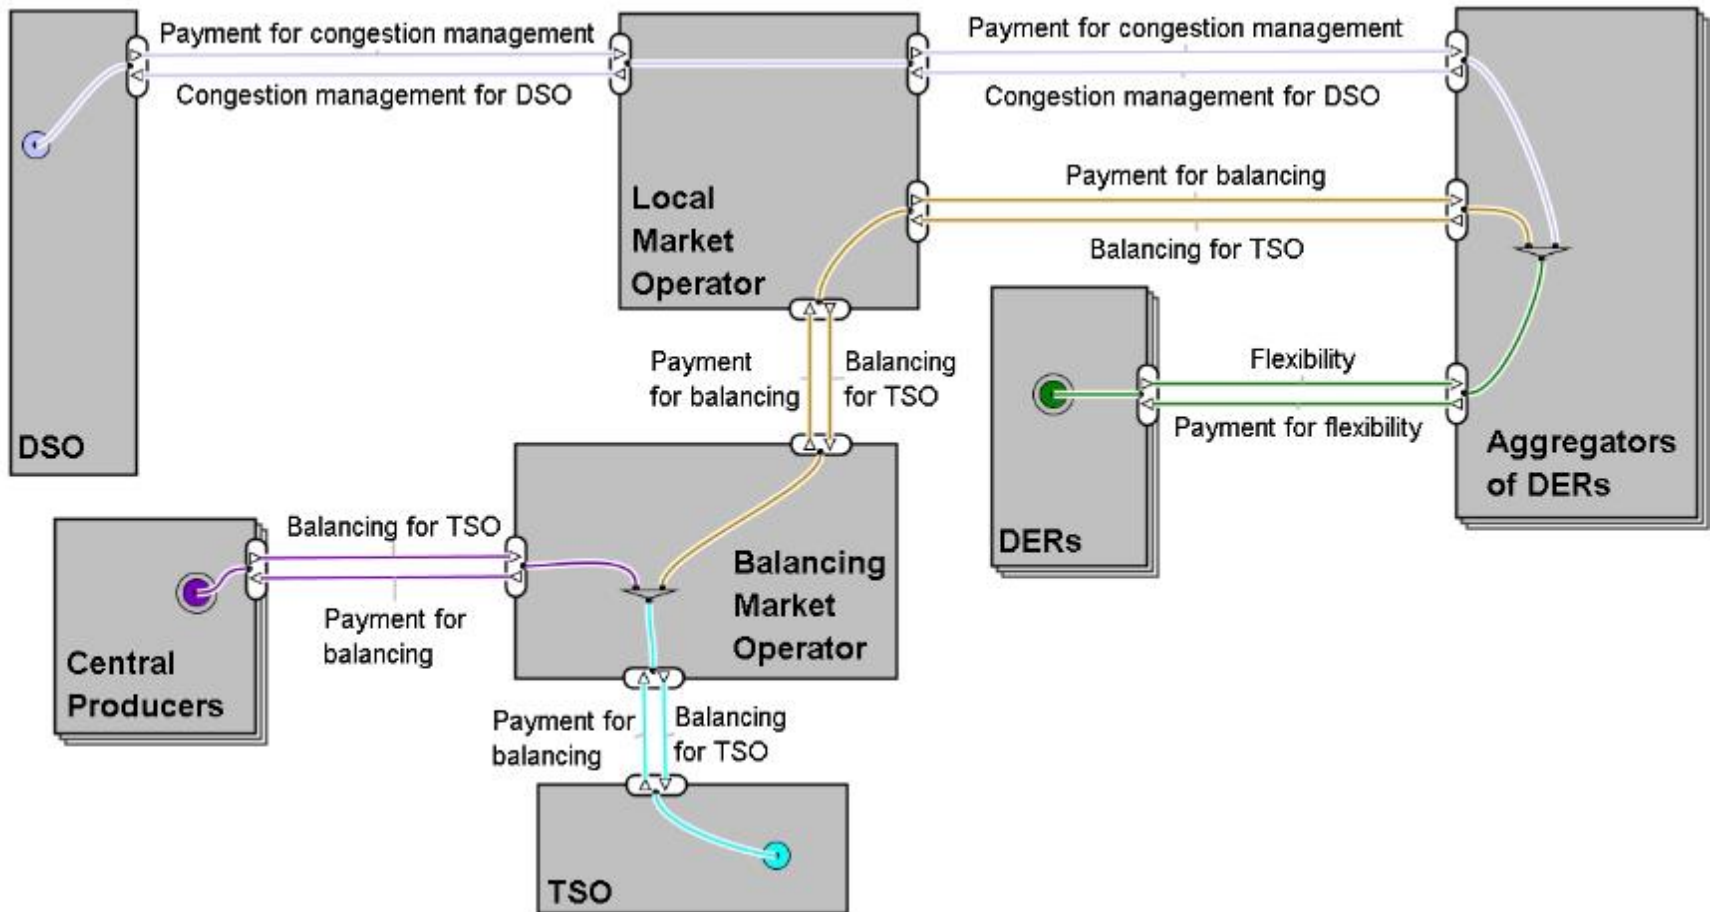 Payment for congestion management
Congestion management for DSO
Payment for congestion management
Congestion management for DSO
Local
Market
Operator
Payment for balancing
Balancing for TSO
Payment
for balancing
Balancing
for TSO
Flexibility
Payment for flexibility
DSO
Aggregators
of DERs
DERs
Balancing for TSO
Payment for
balancing
Balancing
Market
Operator
Central
Producers
Payment for
balancing
Balancing
for TSO
TSO